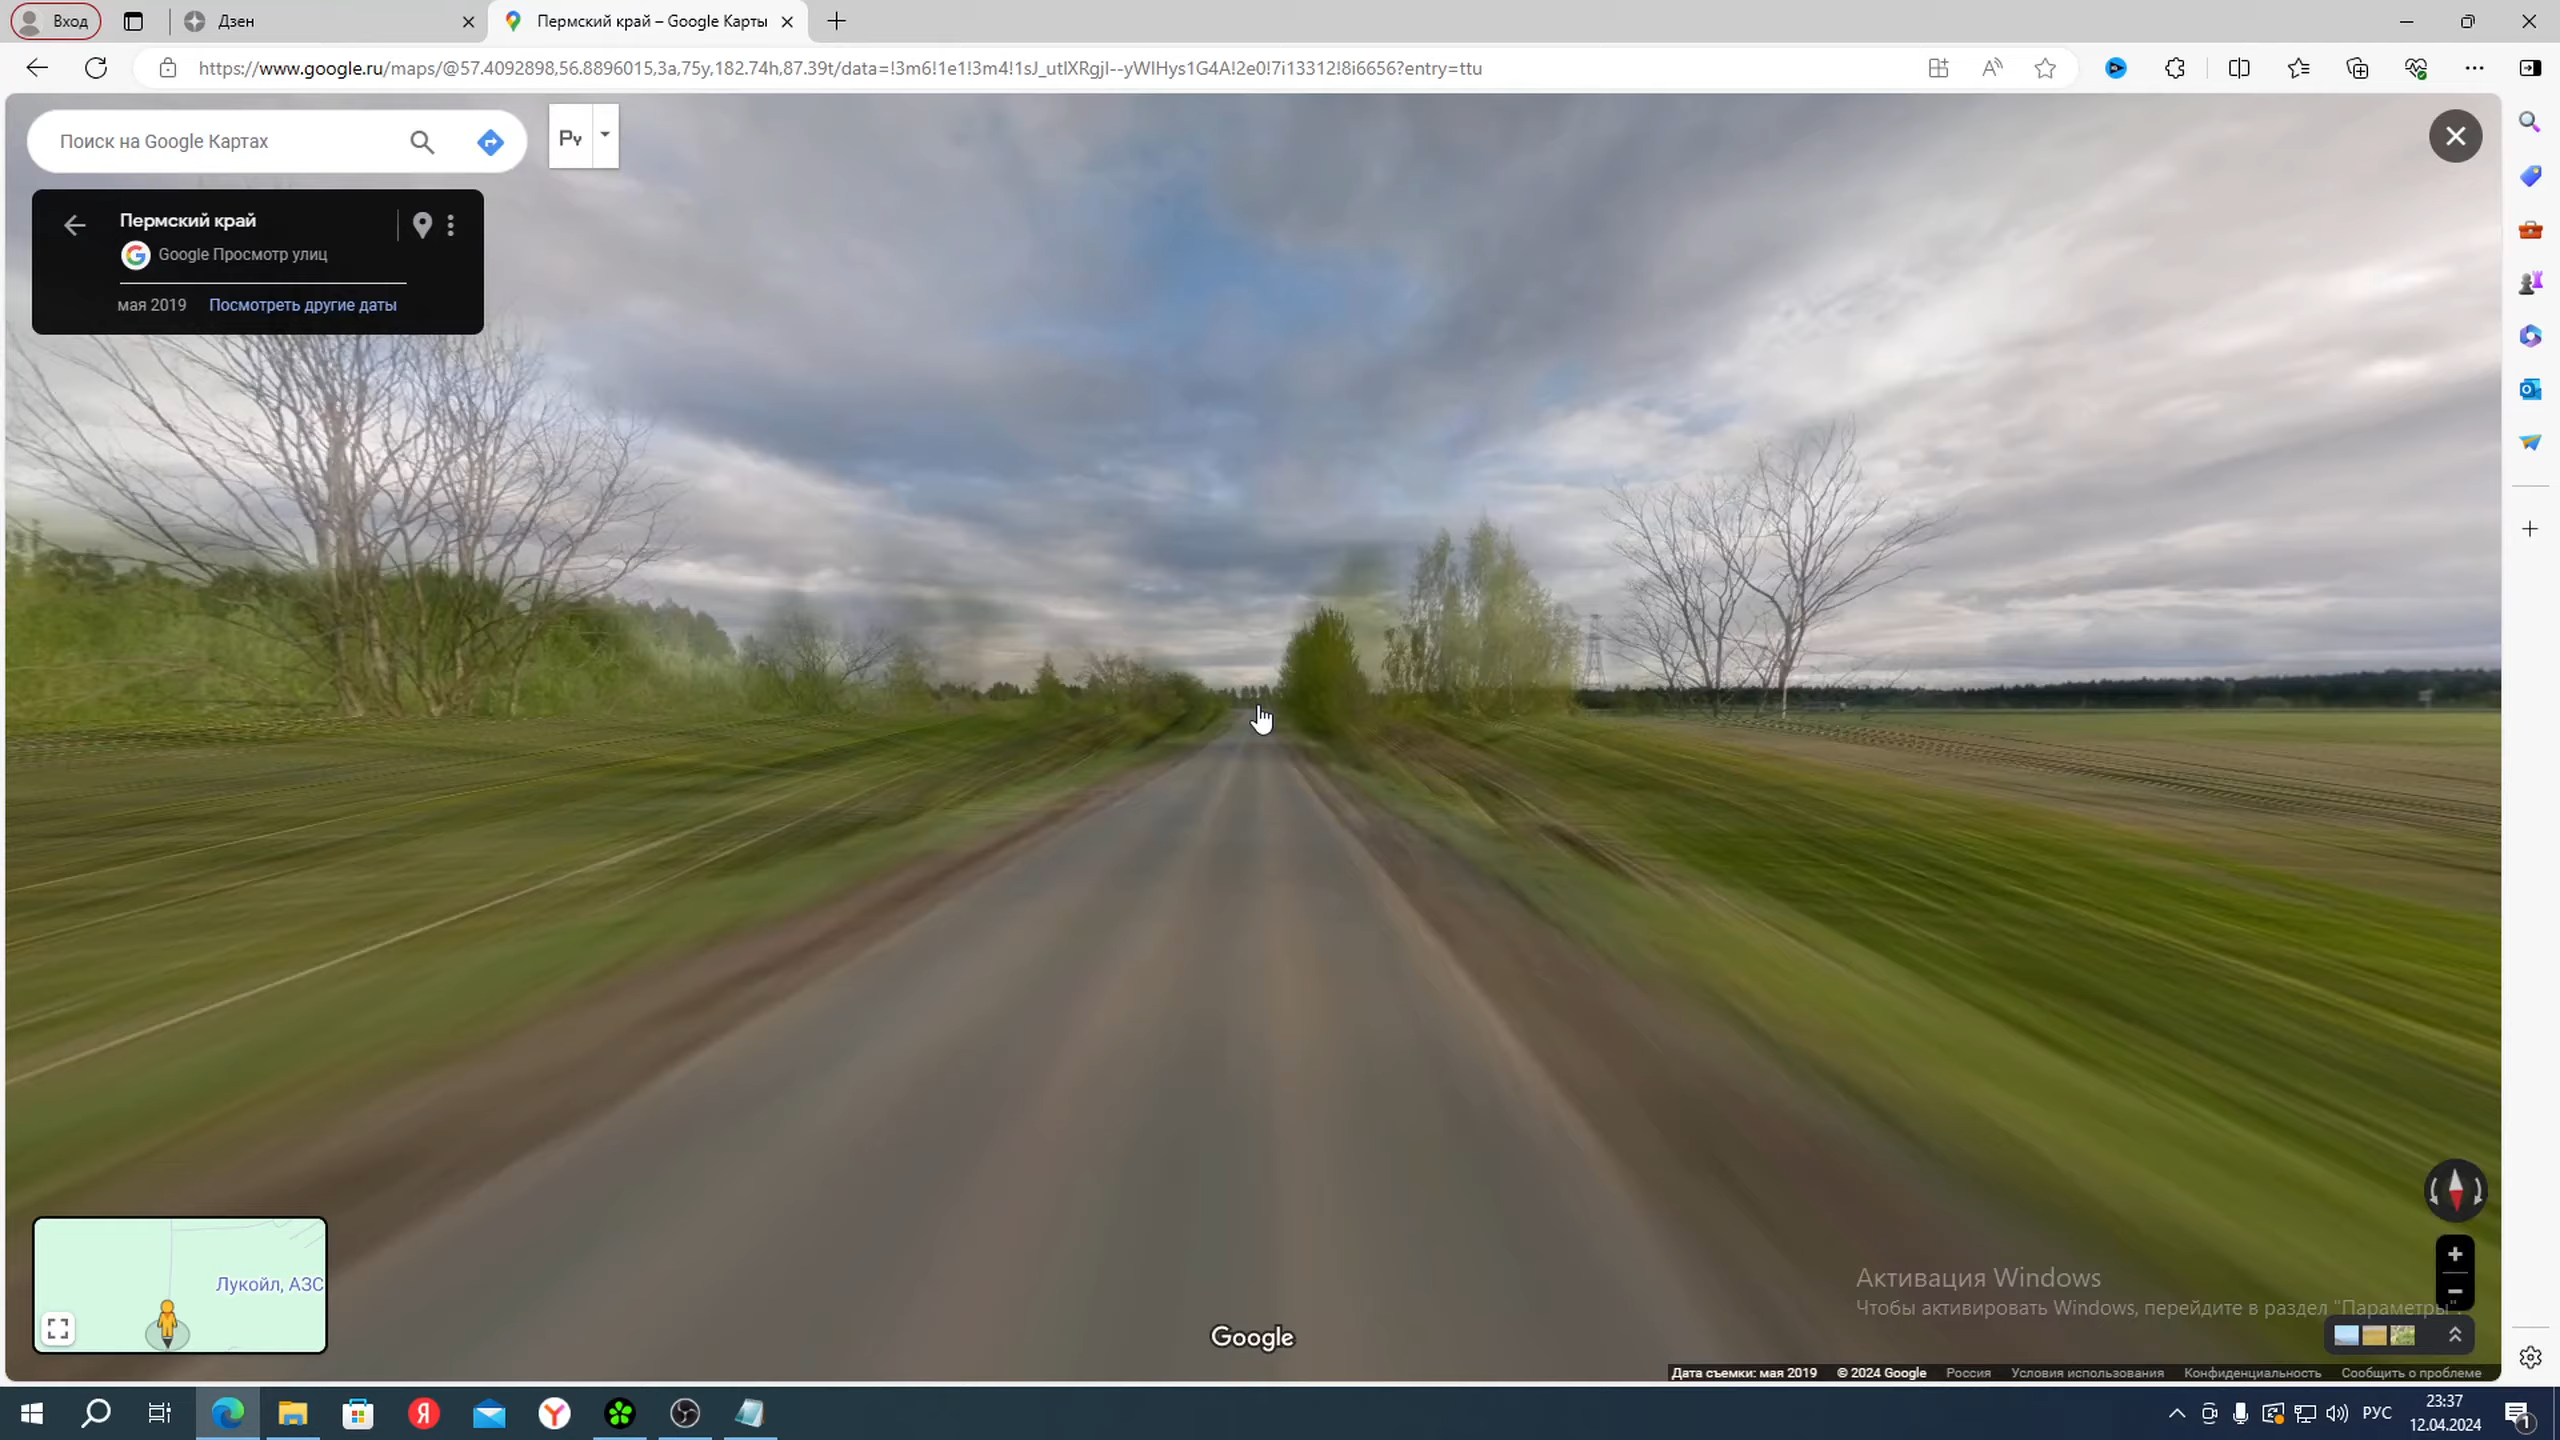 Вход
Дзен
Пермский край – Google Карты
https://www.google.ru/maps/@57.4092898,56.8896015,3a,75y,182.74h,87.39t/data=!3m6!1e1!3m4!1sJ_utIXRgjI--yWIHys1G4A!2e0!7i13312!8i6656?entry=ttu
Поиск на Google Картах
Ру
Пермский край
Google Просмотр улиц
мая 2019 Посмотреть другие даты
Лукойл, АЗС
Google
Активация Windows
Чтобы активировать Windows, перейдите в раздел "Параметры".
Дата съемки: мая 2019 © 2024 Google Россия Условия использования Конфиденциальность Сообщить о проблеме
РУС
23:37
12.04.2024
1